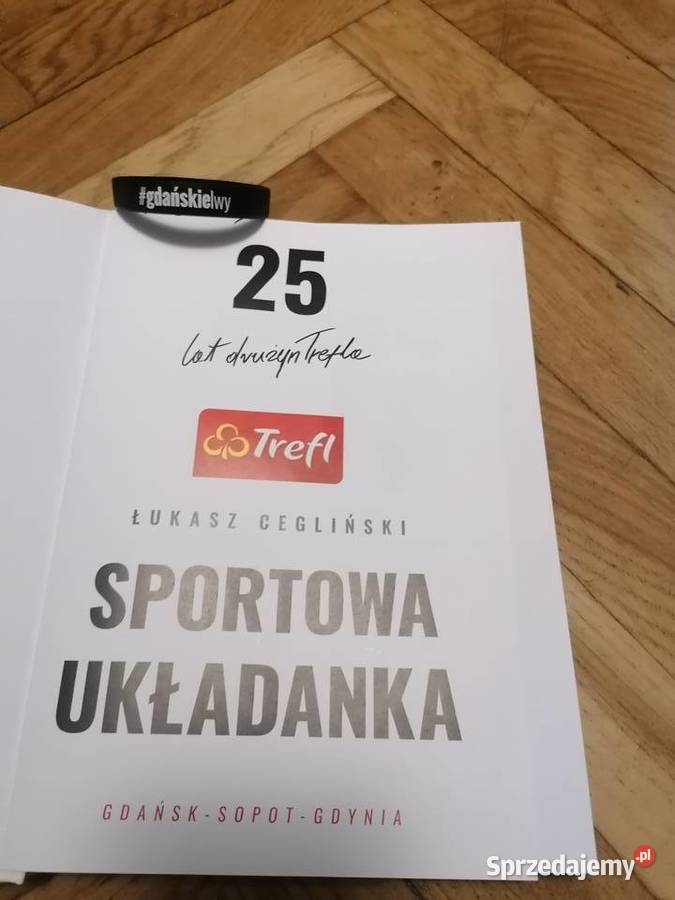 #gdańskielwy
25
lat drużyn Trefla
Trefl
ŁUKASZ CEGLIŃSKI
SPORTOWA
UKŁADANKA
GDAŃSK-SOPOT-GDYNIA
Sprzedajemy.pl